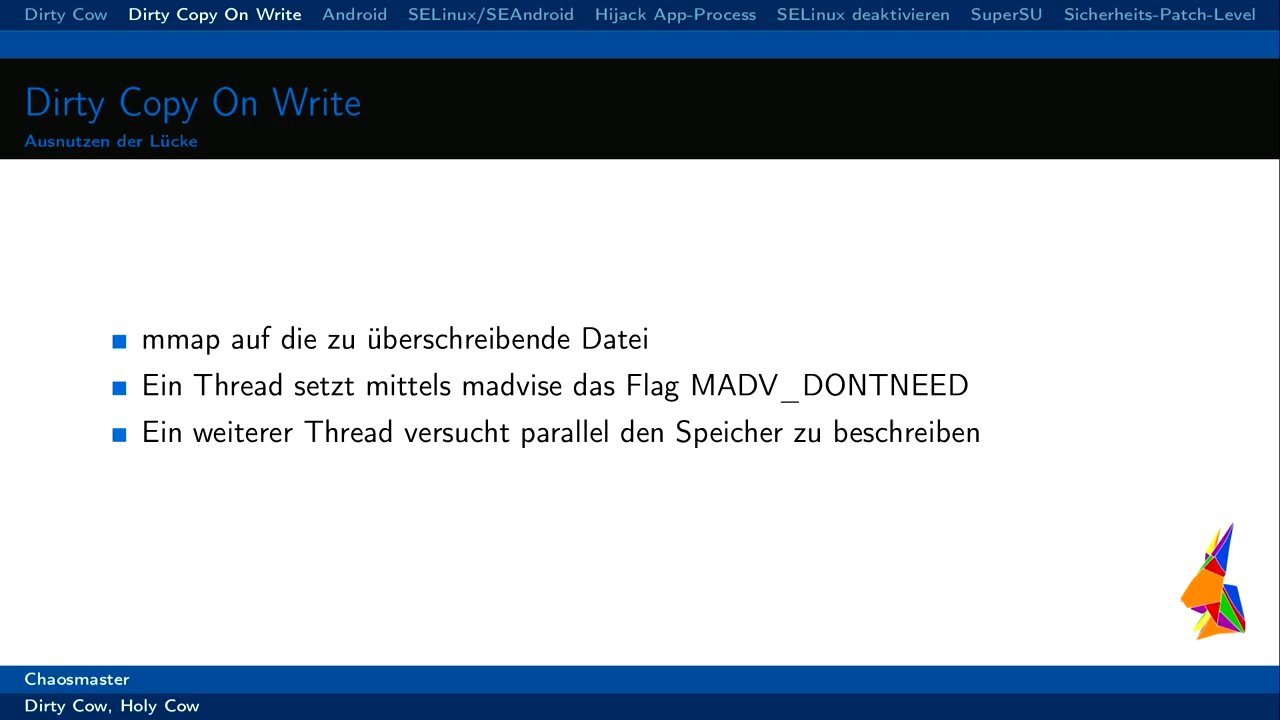 Dirty Cow Dirty Copy On Write Android SELinux/SEAndroid Hijack App-Process SELinux deaktivieren SuperSU Sicherheits-Patch-Level
Dirty Copy On Write
Ausnutzen der Lücke
mmap auf die zu überschreibende Datei
Ein Thread setzt mittels madvise das Flag MADV_DONTNEED
Ein weiterer Thread versucht parallel den Speicher zu beschreiben
Chaosmaster
Dirty Cow, Holy Cow